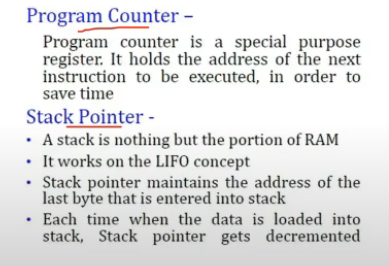 Program Counter –
Program counter is a special purpose
register. It holds the address of the next
instruction to be executed, in order to
save time
Stack Pointer -
• A stack is nothing but the portion of RAM
• It works on the LIFO concept
• Stack pointer maintains the address of the
last byte that is entered into stack
• Each time when the data is loaded into
stack, Stack pointer gets decremented